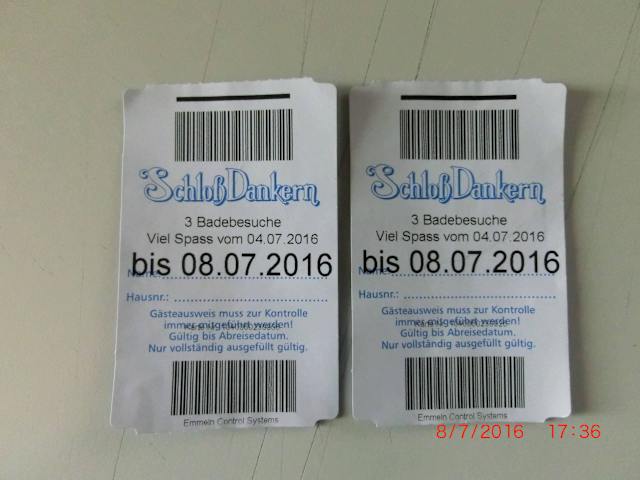 Schloß Dankern
3 Badebesuche
Viel Spass vom 04.07.2016
bis 08.07.2016
Name:
Hausnr.:
Gästeausweis muss zur Kontrolle
immer mitgeführt werden!
Gültig bis Abreisedatum.
Nur vollständig ausgefüllt gültig.
Emmeln Control Systems
Schloß Dankern
3 Badebesuche
Viel Spass vom 04.07.2016
bis 08.07.2016
Name:
Hausnr.:
Gästeausweis muss zur Kontrolle
immer mitgeführt werden!
Gültig bis Abreisedatum.
Nur vollständig ausgefüllt gültig.
Emmeln Control Systems
8/7/2016 17:36